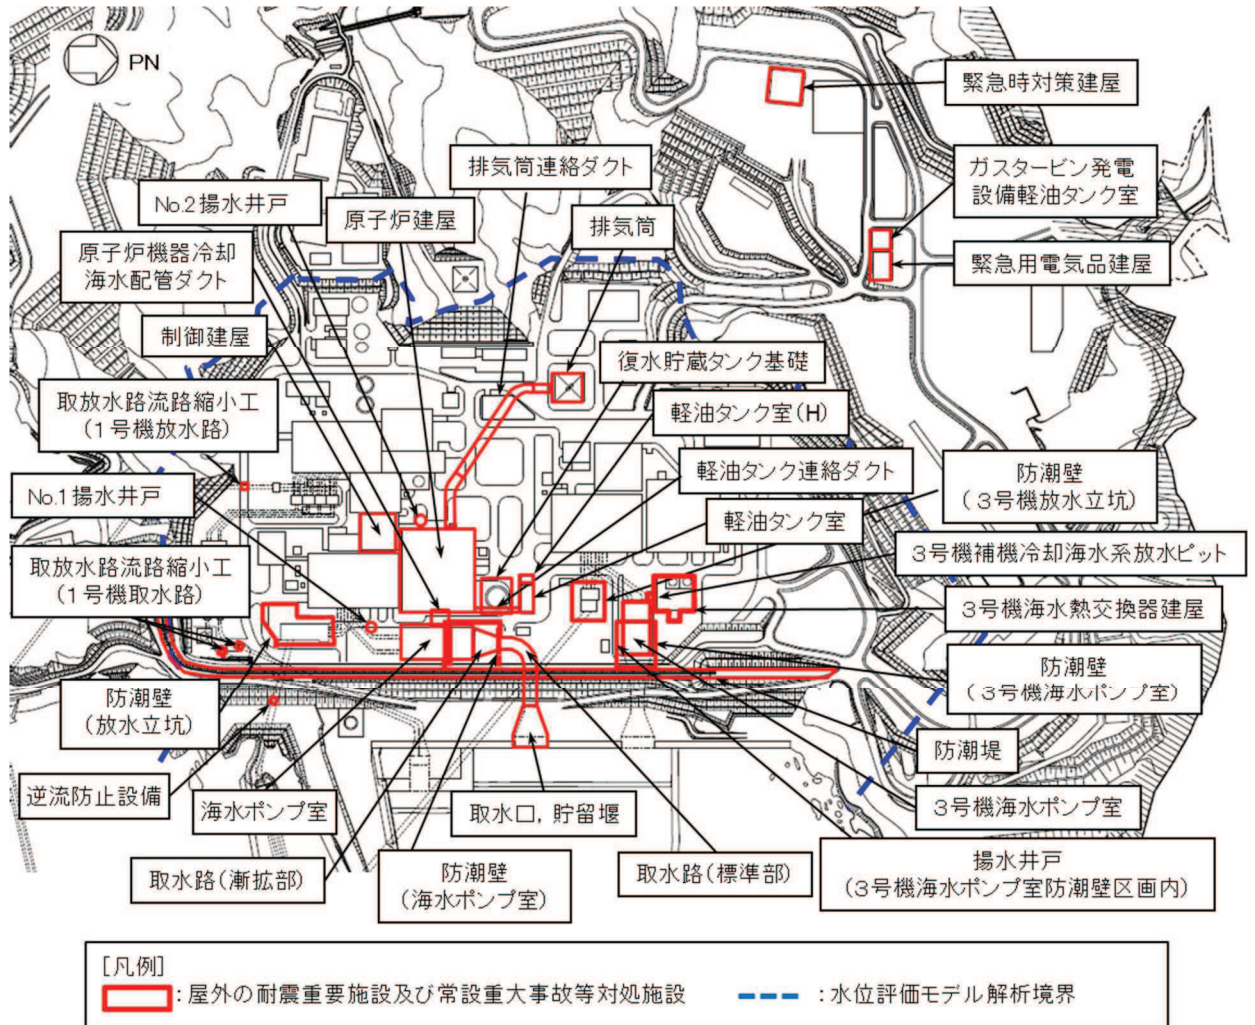 PN
緊急時対策建屋
ガスタービン発電
設備軽油タンク室
緊急用電気品建屋
排気筒連絡ダクト
No.2揚水井戸
原子炉建屋
排気筒
原子炉機器冷却
海水配管ダクト
制御建屋
復水貯蔵タンク基礎
取放水路流路縮小工
(1号機放水路)
軽油タンク室(H)
軽油タンク連絡ダクト
防潮壁
(3号機放水立坑)
No.1揚水井戸
軽油タンク室
3号機補機冷却海水系放水ピット
取放水路流路縮小工
(1号機取水路)
3号機海水熱交換器建屋
防潮壁
(3号機海水ポンプ室)
防潮壁
(放水立坑)
防潮堤
逆流防止設備
海水ポンプ室
取水口,貯留堰
3号機海水ポンプ室
取水路(漸拡部)
防潮壁
(海水ポンプ室)
取水路(標準部)
揚水井戸
(3号機海水ポンプ室防潮壁区画内)
[凡例]
:屋外の耐震重要施設及び常設重大事故等対処施設
:水位評価モデル解析境界